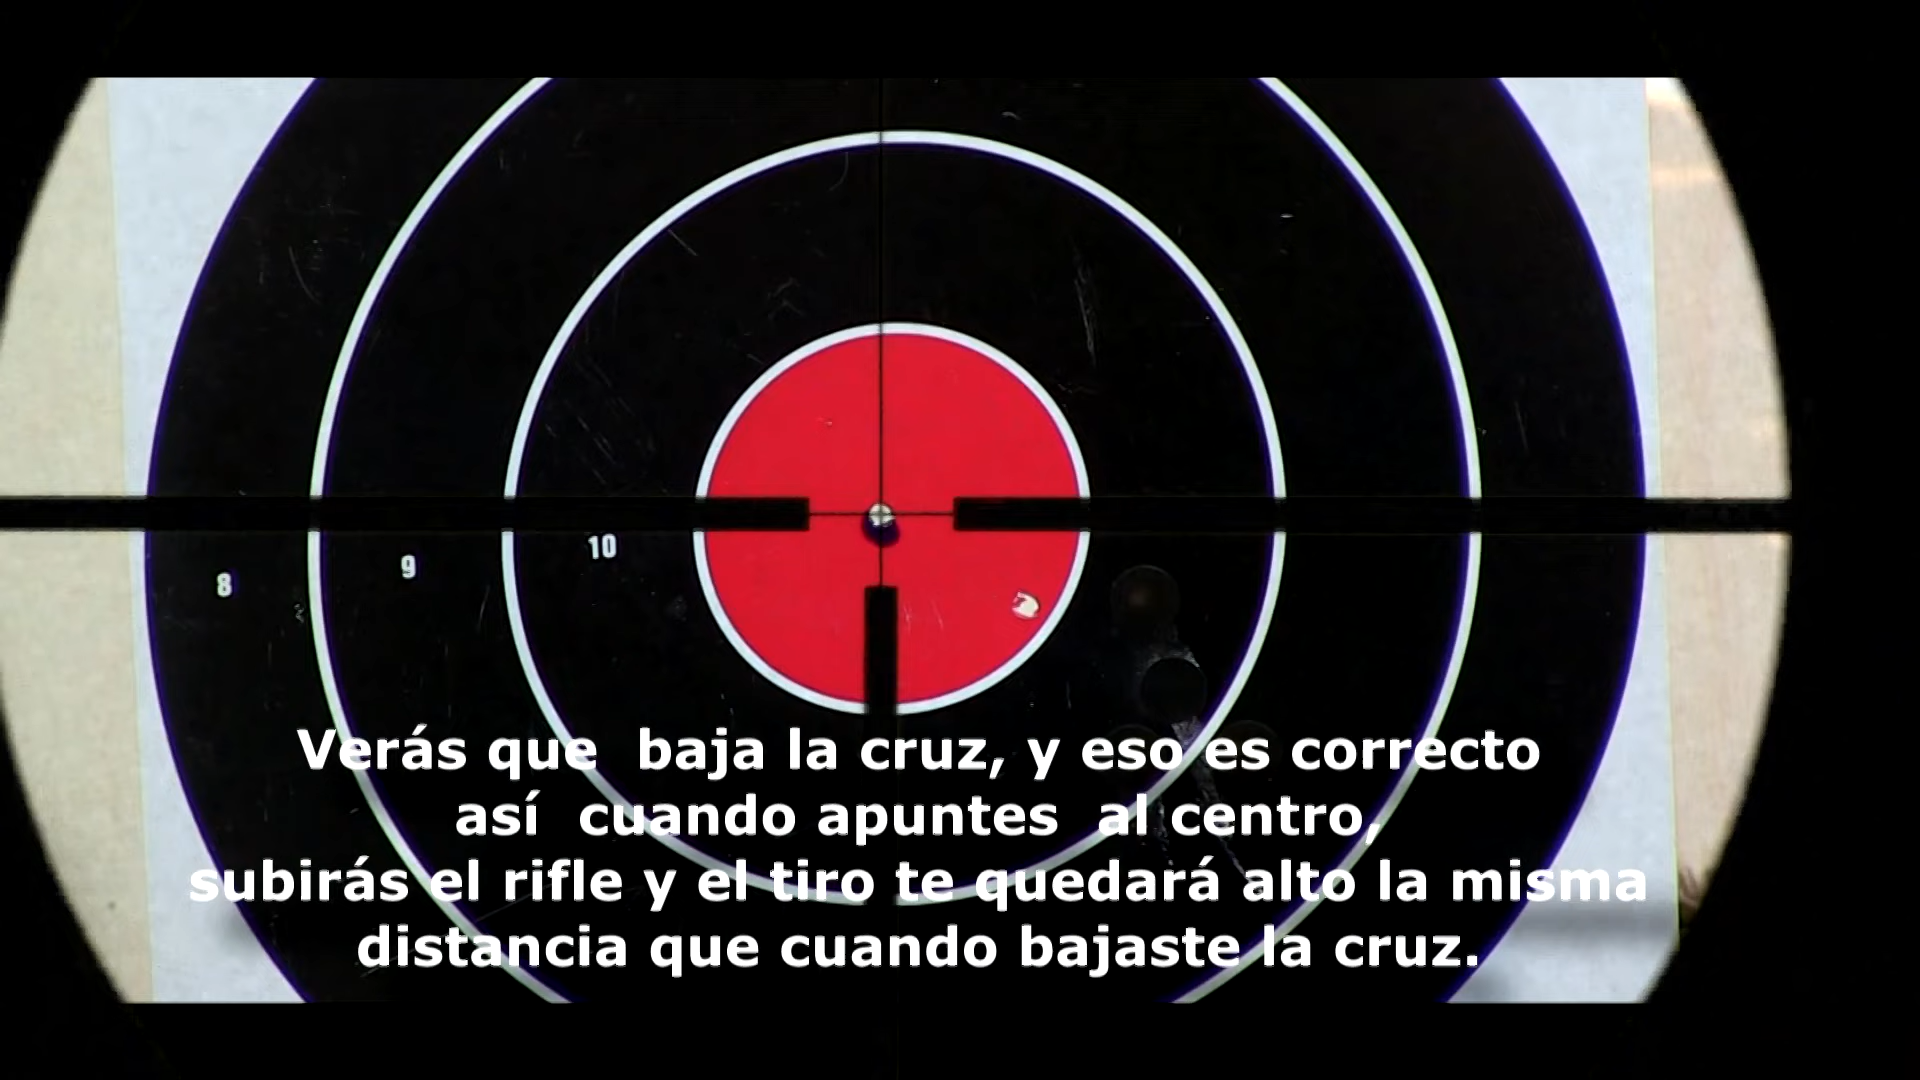 10
9
8
Verás que  baja la cruz, y eso es correcto
así  cuando apuntes  al centro,
subirás el rifle y el tiro te quedará alto la misma
distancia que cuando bajaste la cruz.